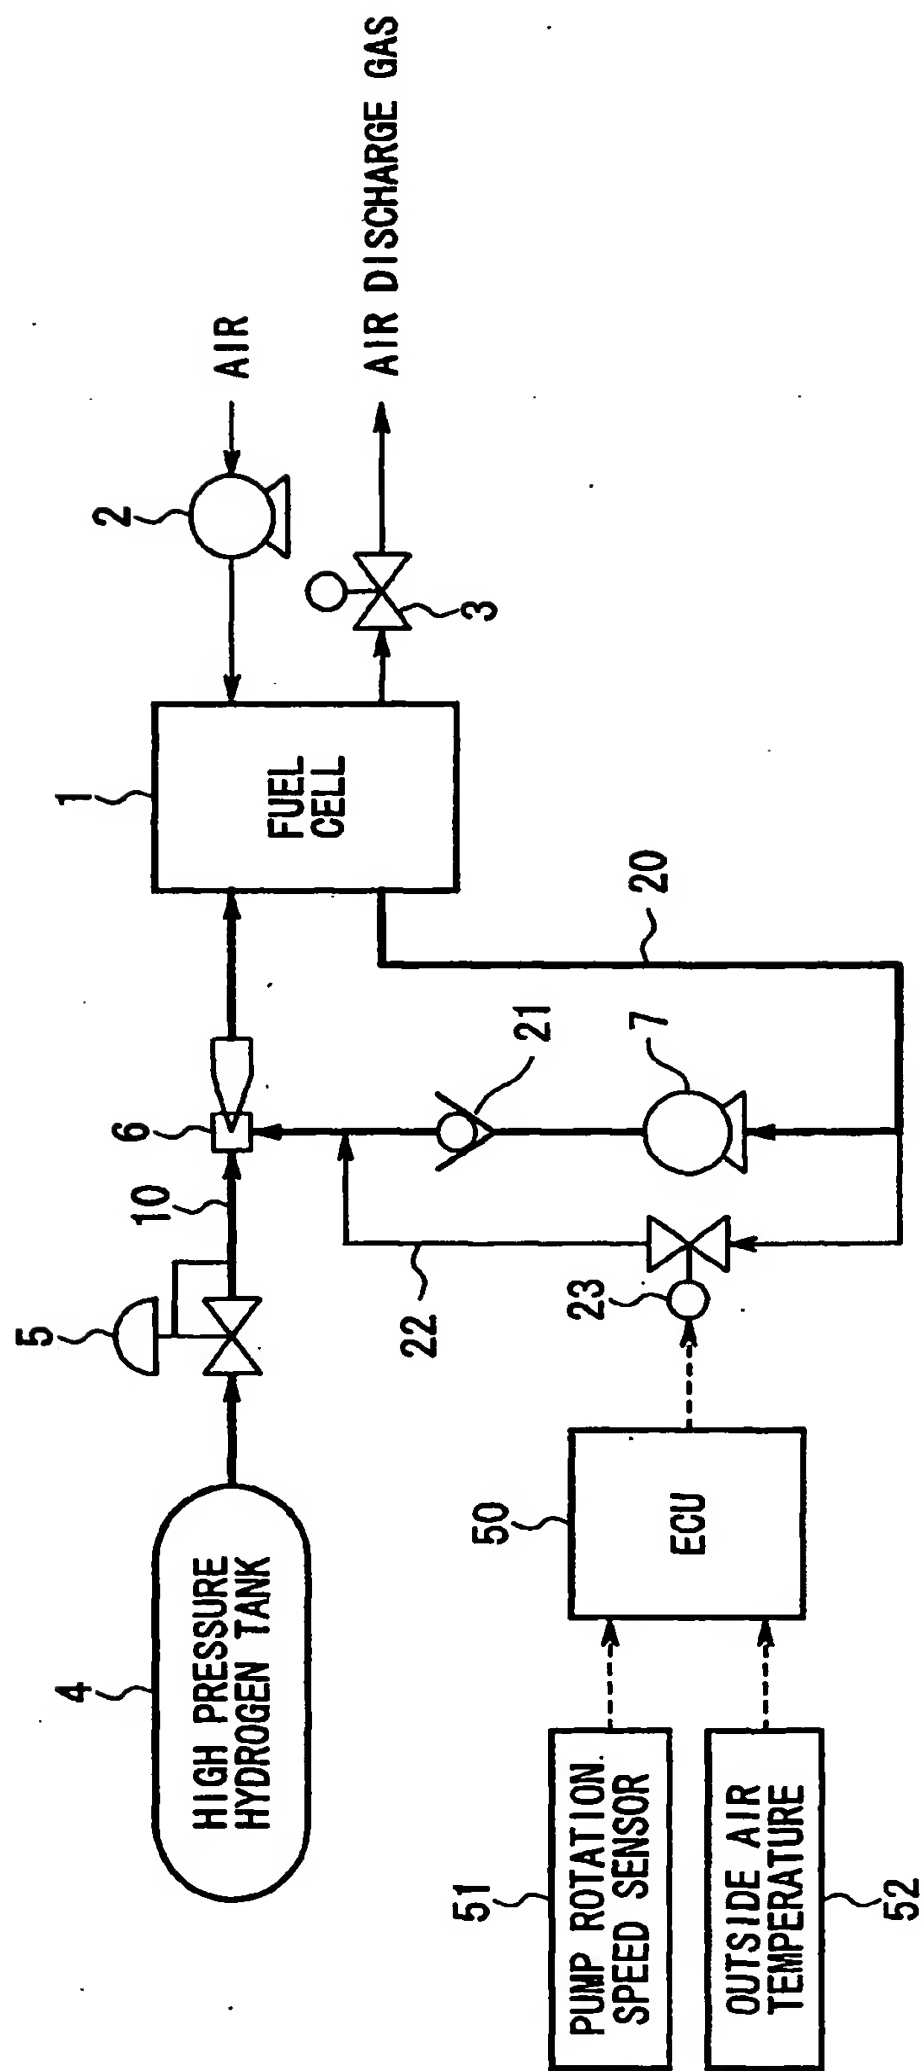 4
HIGH PRESSURE
HYDROGEN TANK
5
10
6
1
FUEL
CELL
2
AIR
3
AIR DISCHARGE GAS
20
21
7
22
23
50
ECU
51
PUMP ROTATION.
SPEED SENSOR
OUTSIDE AIR
TEMPERATURE
52